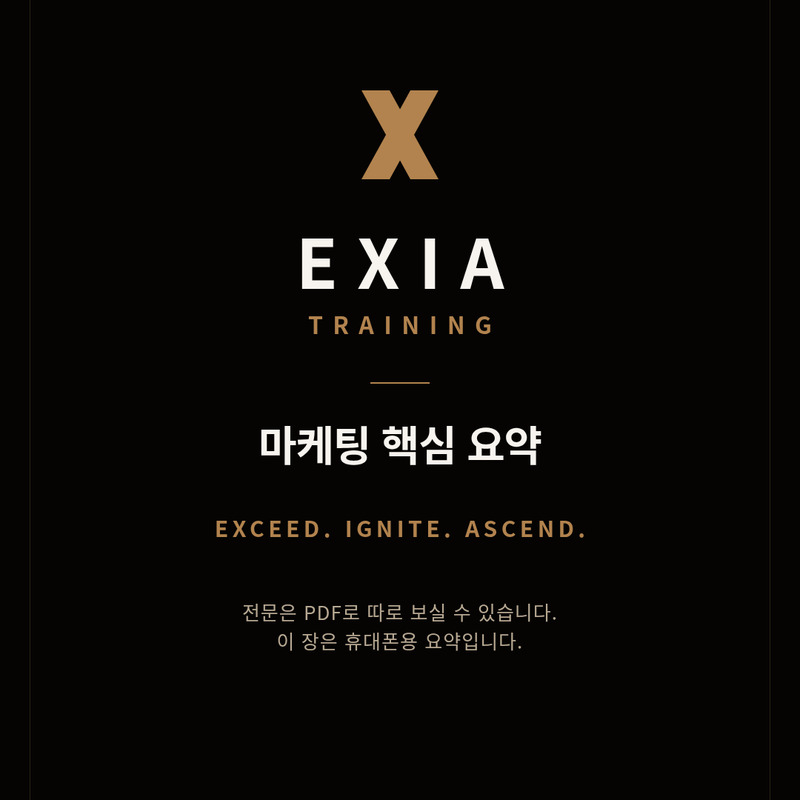 X
EXIA
TRAINING
마케팅 핵심 요약
EXCEED. IGNITE. ASCEND.
전문은 PDF로 따로 보실 수 있습니다.
이 장은 휴대폰용 요약입니다.